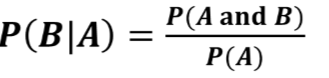 P(B|A) = P(A and B) / P(A)